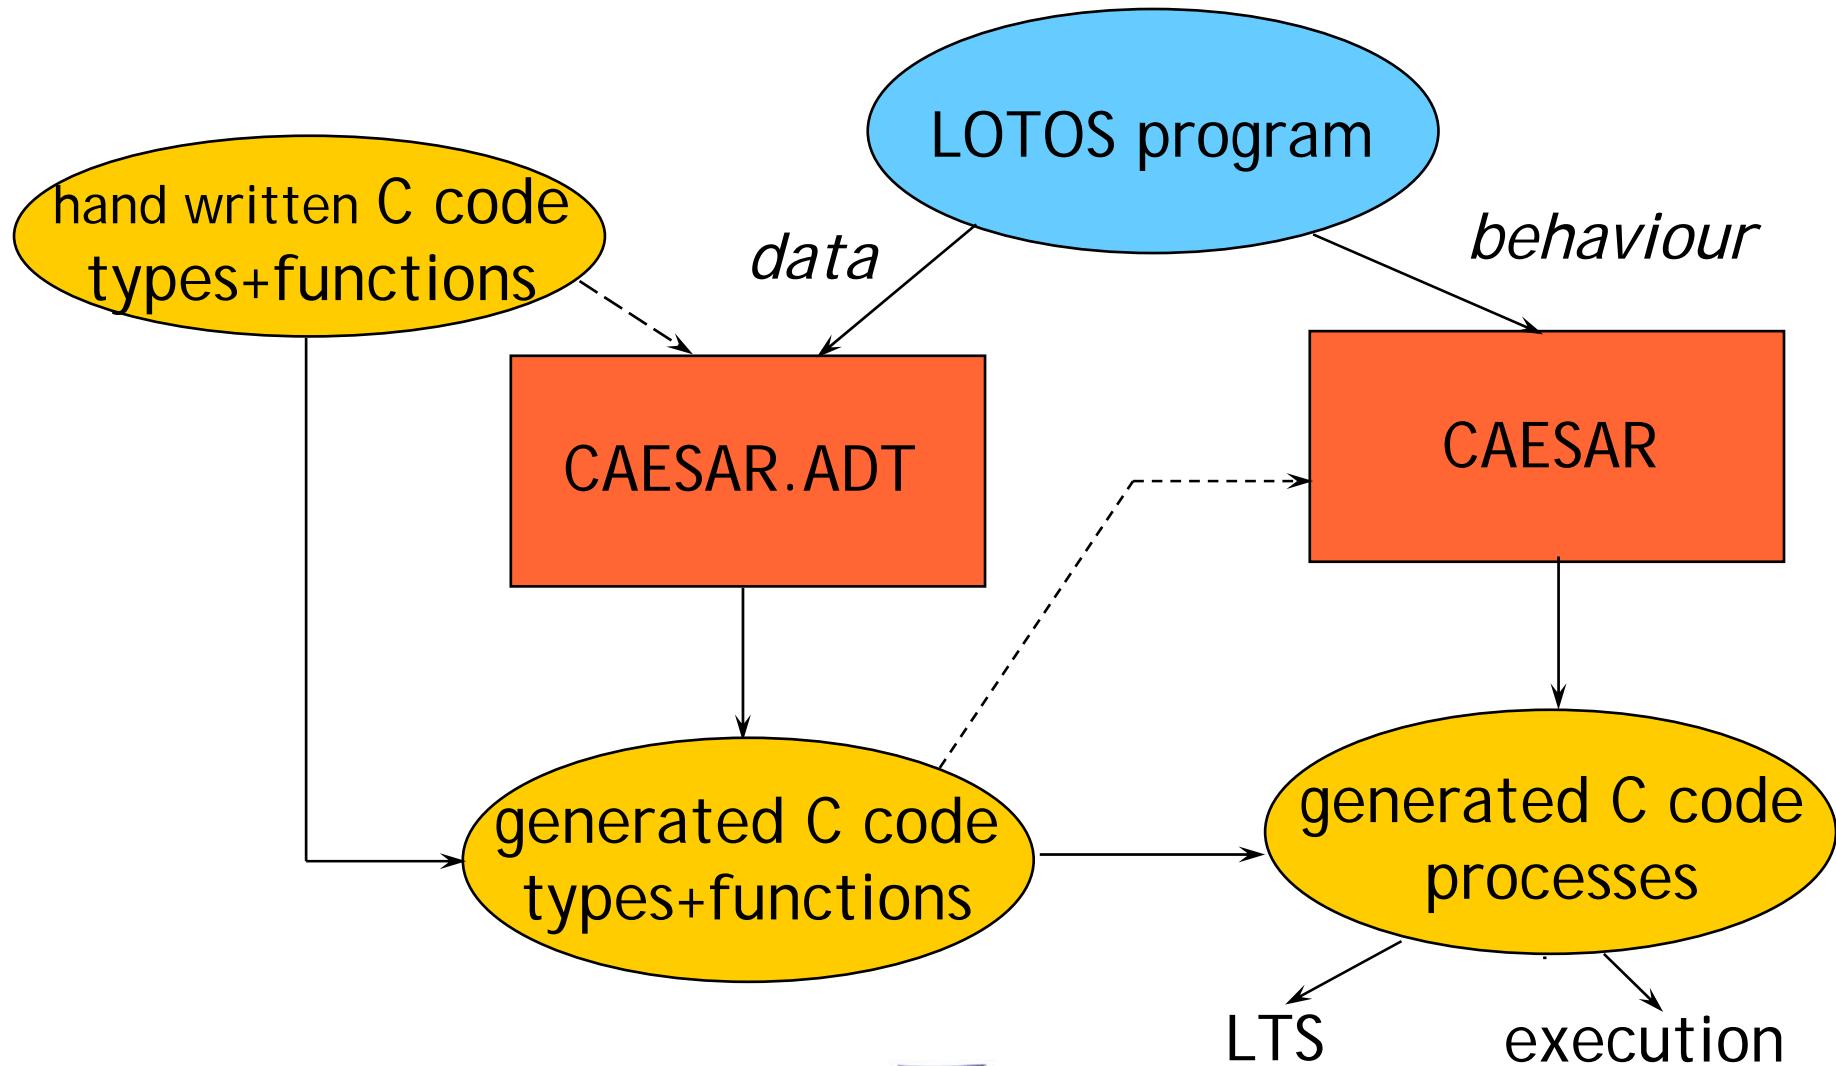 LOTOS program
hand written C code
types+functions
data
behaviour
CAESAR.ADT
CAESAR
generated C code
types+functions
generated C code
processes
LTS
execution